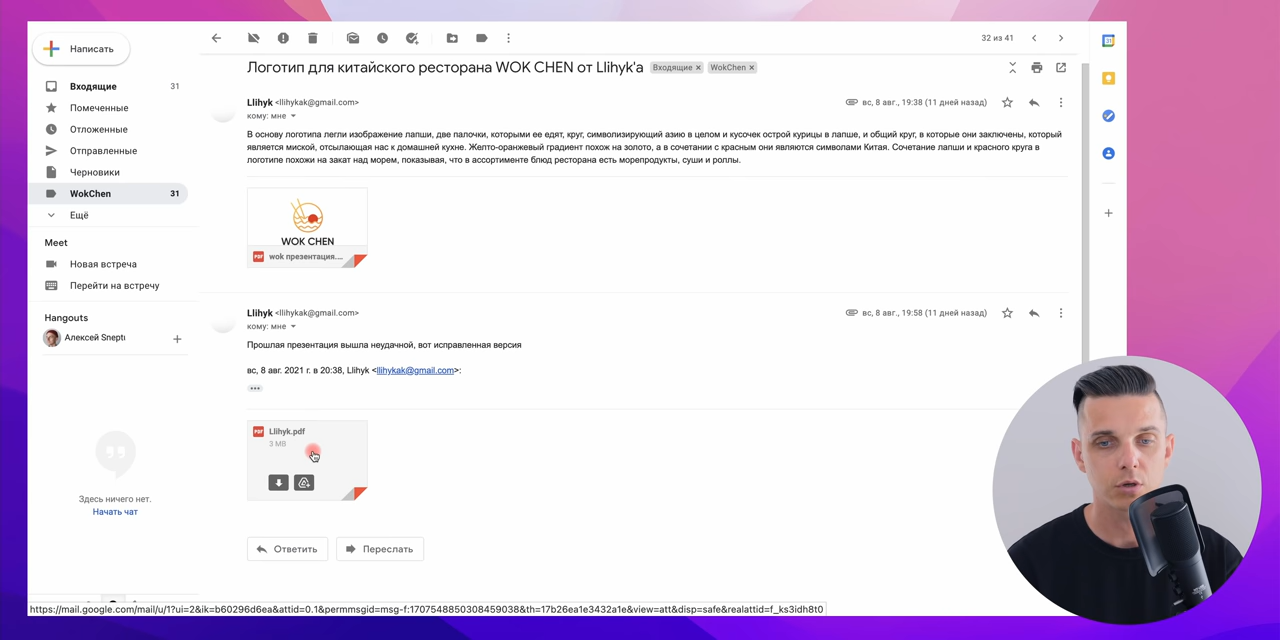 Написать
32 из 41
Логотип для китайского ресторана WOK CHEN от Llihyk'a
Входящие ×
WokChen ×
Входящие 31
Помеченные
Отложенные
Отправленные
Черновики
WokChen 31
Ещё
Meet
Новая встреча
Перейти на встречу
Hangouts
Алексей Snepti
Здесь ничего нет.
Начать чат
Llihyk <llihykak@gmail.com>
вс, 8 авг., 19:38 (11 дней назад)
кому: мне
В основу логотипа легли изображение лапши, две палочки, которыми ее едят, круг, символизирующий азию в целом и кусочек острой курицы в лапше, и общий круг, в которые они заключены, который
является миской, отсылающая нас к домашней кухне. Желто-оранжевый градиент похож на золото, а в сочетании с красным они являются символами Китая. Сочетание лапши и красного круга в
логотипе похожи на закат над морем, показывая, что в ассортименте блюд ресторана есть морепродукты, суши и роллы.
WOK CHEN
PDF wok презентация....
Llihyk <llihykak@gmail.com>
вс, 8 авг., 19:58 (11 дней назад)
кому: мне
Прошлая презентация вышла неудачной, вот исправленная версия
вс, 8 авг. 2021 г. в 20:38, Llihyk <llihykak@gmail.com>:
PDF Llihyk.pdf
3 MB
Ответить
Переслать
https://mail.google.com/mail/u/1?ui=2&ik=b60296d6ea&attid=0.1&permmsgid=msg-f:1707548850308459038&th=17b26ea1e3432a1e&view=att&disp=safe&realattid=f_ks3idh8t0
31